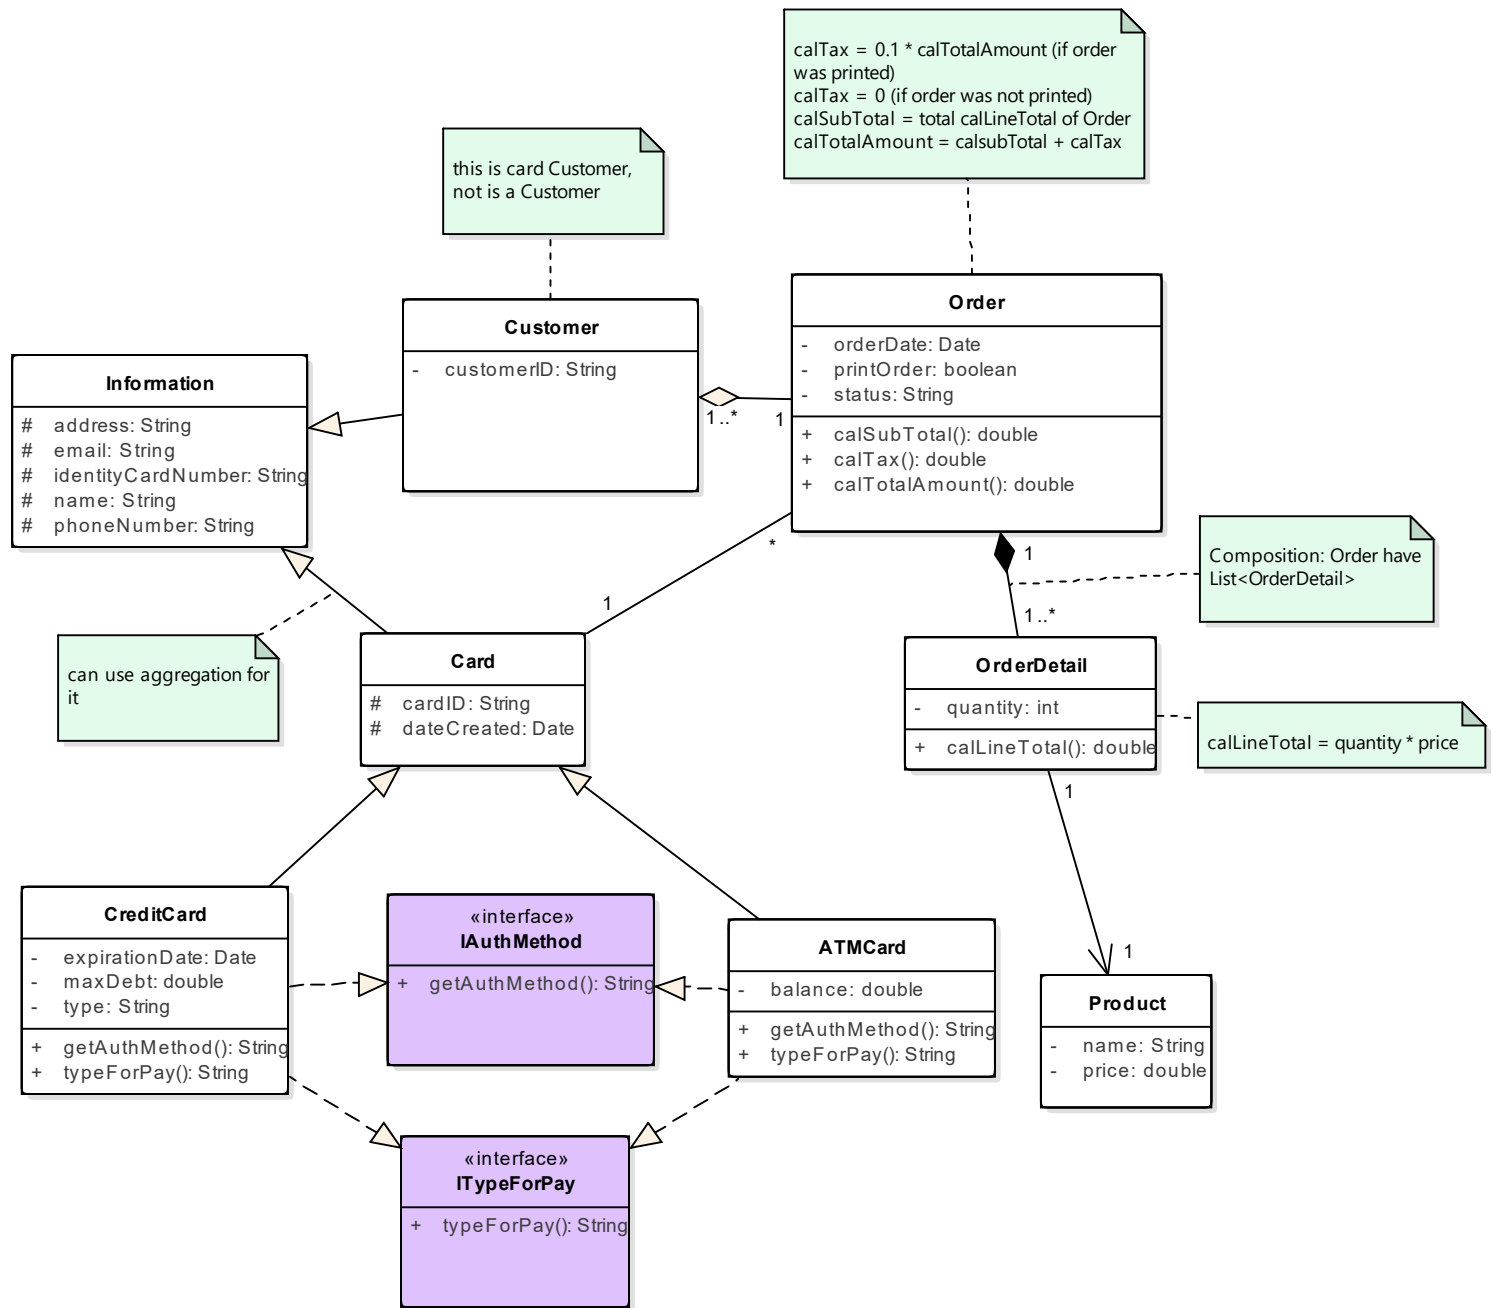 calTax = 0.1 * calTotalAmount (if order
was printed)
calTax = 0 (if order was not printed)
calSubTotal = total calLineTotal of Order
calTotalAmount = calsubTotal + calTax
this is card Customer,
not is a Customer
Order
- orderDate: Date
- printOrder: boolean
- status: String
+ calSubTotal(): double
+ calTax(): double
+ calTotalAmount(): double
Customer
- customerID: String
1..*
1
Information
# address: String
# email: String
# identityCardNumber: String
# name: String
# phoneNumber: String
*
1
1
1..*
Composition: Order have
List<OrderDetail>
can use aggregation for
it
Card
# cardID: String
# dateCreated: Date
OrderDetail
- quantity: int
+ calLineTotal(): double
calLineTotal = quantity * price
1
1
CreditCard
- expirationDate: Date
- maxDebt: double
- type: String
+ getAuthMethod(): String
+ typeForPay(): String
«interface»
IAuthMethod
+ getAuthMethod(): String
ATMCard
- balance: double
+ getAuthMethod(): String
+ typeForPay(): String
Product
- name: String
- price: double
«interface»
ITypeForPay
+ typeForPay(): String